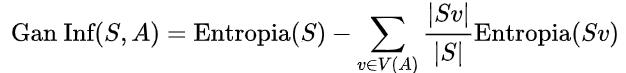 Gan Inf(S, A) = Entropia(S) − ∑_{v∈V(A)} |Sv|/|S| Entropia(Sv)